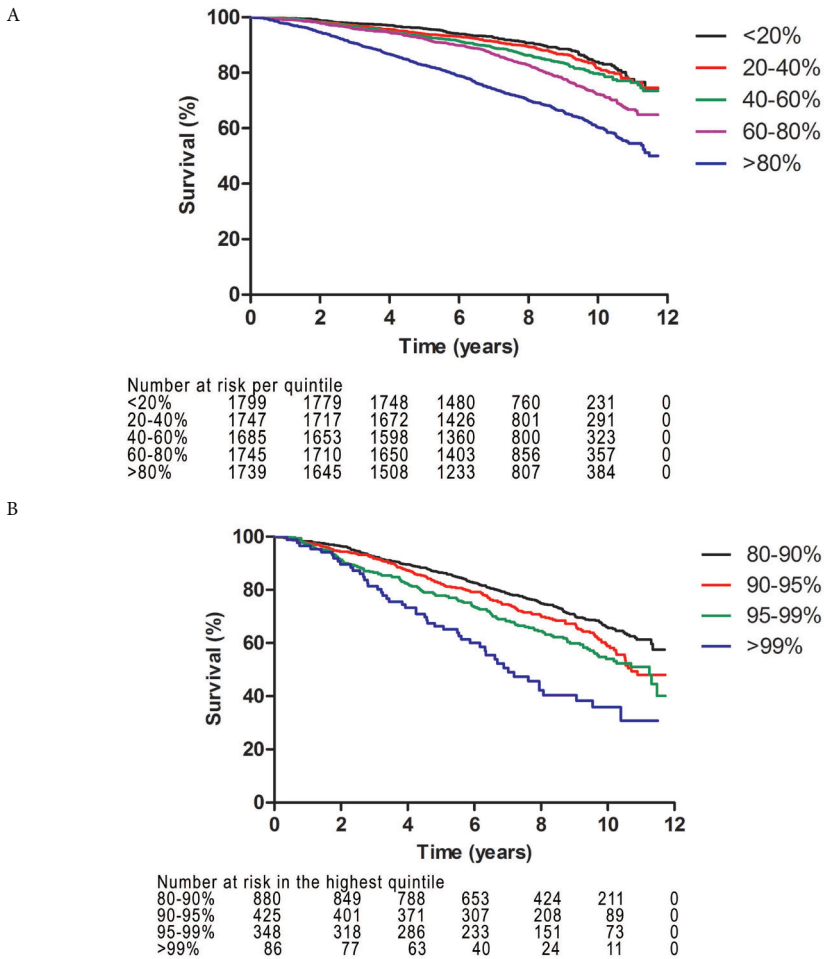 A
100
80
60
40
20
0
Survival (%)
0 2 4 6 8 10 12
Time (years)
<20%
20-40%
40-60%
60-80%
>80%
Number at risk per quintile
<20% 1799 1779 1748 1480 760 231 0
20-40% 1747 1717 1672 1426 801 291 0
40-60% 1685 1653 1598 1360 800 323 0
60-80% 1745 1710 1650 1403 856 357 0
>80% 1739 1645 1508 1233 807 384 0
B
100
80
60
40
20
0
Survival (%)
0 2 4 6 8 10 12
Time (years)
80-90%
90-95%
95-99%
>99%
Number at risk in the highest quintile
80-90% 880 849 788 653 424 211 0
90-95% 425 401 371 307 208 89 0
95-99% 348 318 286 233 151 73 0
>99% 86 77 63 40 24 11 0